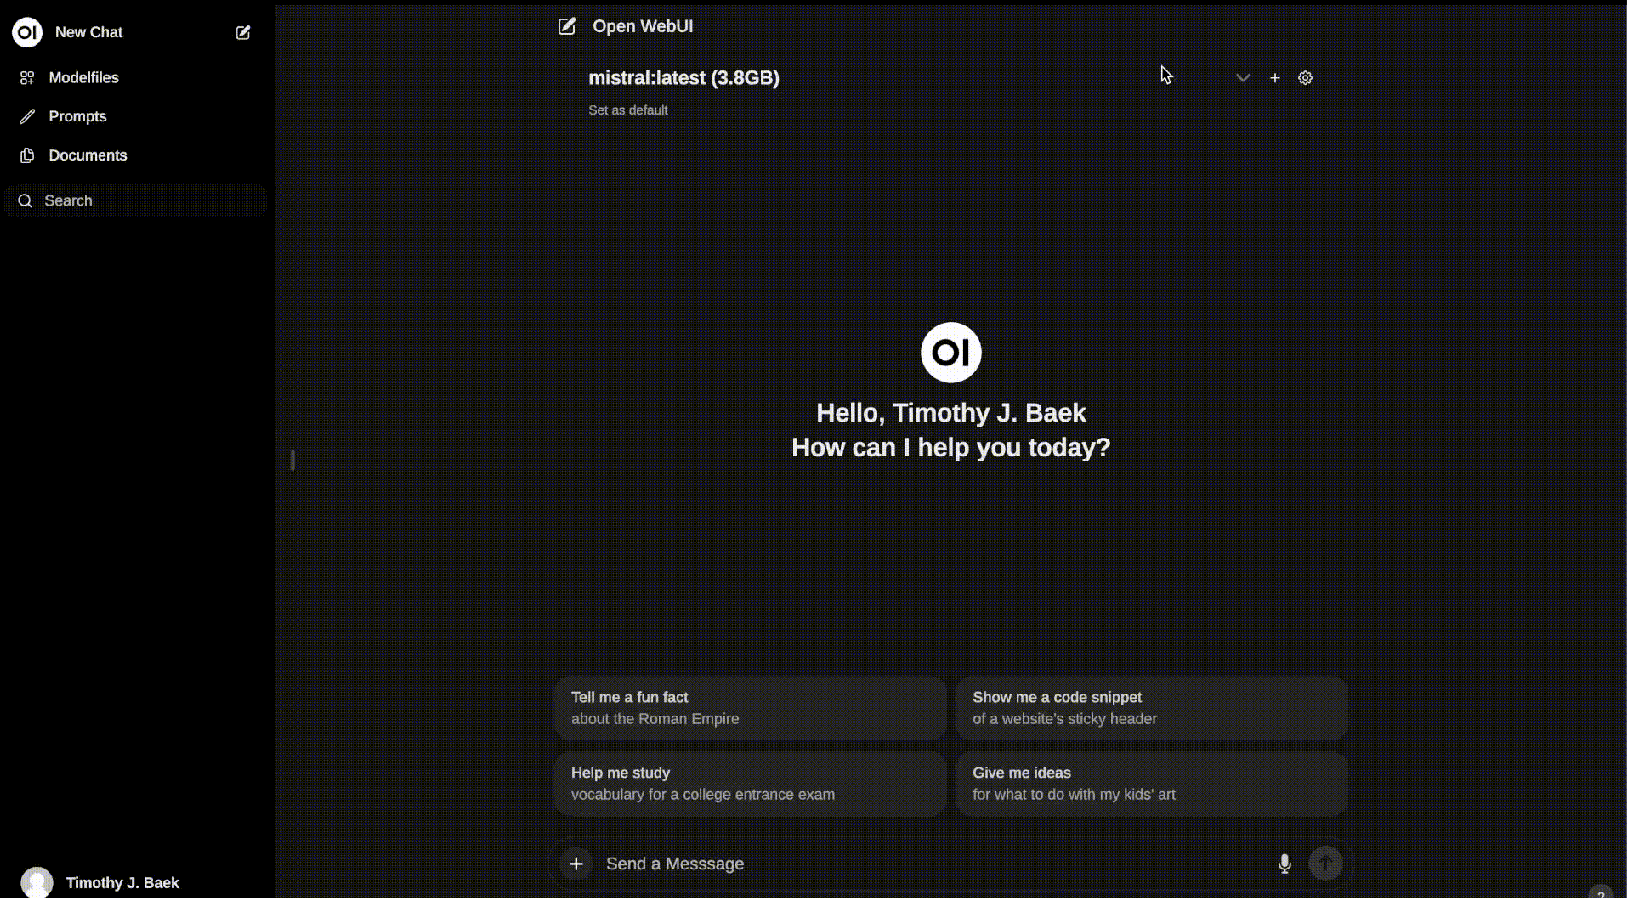 OI
New Chat
Modelfiles
Prompts
Documents
Search
Timothy J. Baek
Open WebUI
mistral:latest (3.8GB)
Set as default
OI
Hello, Timothy J. Baek
How can I help you today?
Tell me a fun fact
about the Roman Empire
Show me a code snippet
of a website's sticky header
Help me study
vocabulary for a college entrance exam
Give me ideas
for what to do with my kids' art
Send a Messsage
?